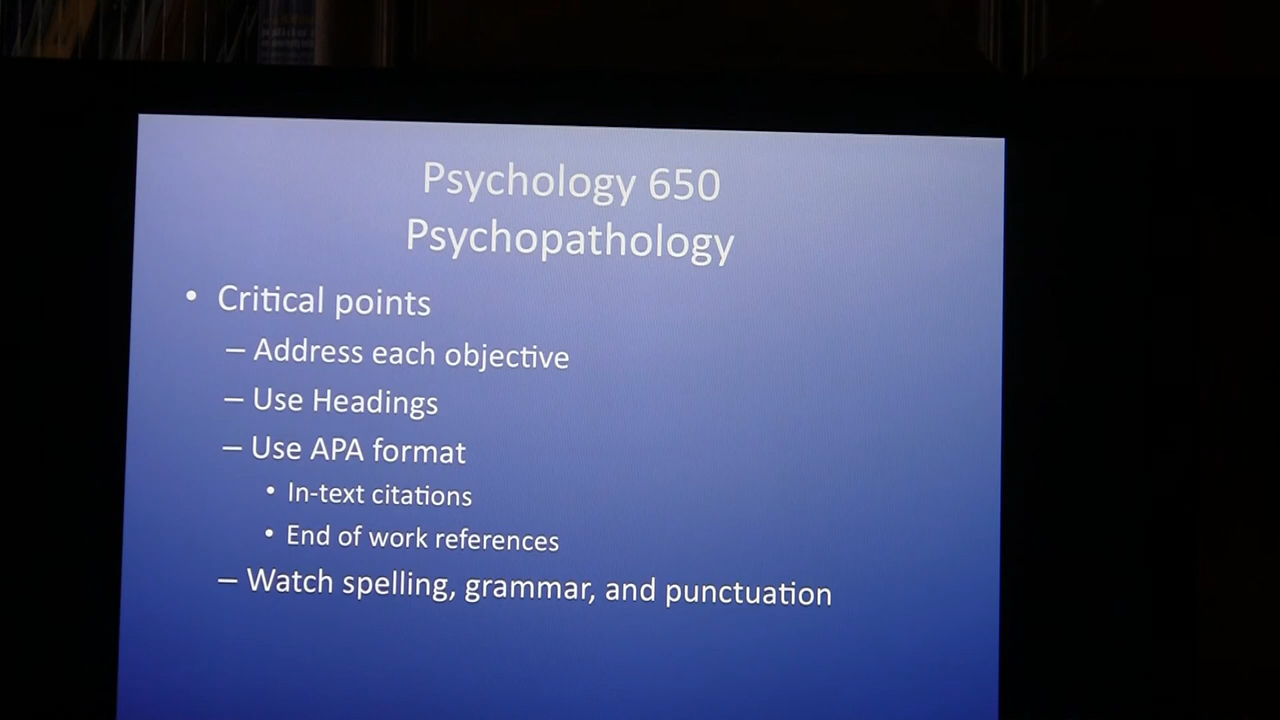 Psychology 650
Psychopathology
• Critical points
– Address each objective
– Use Headings
– Use APA format
• In-text citations
• End of work references
– Watch spelling, grammar, and punctuation